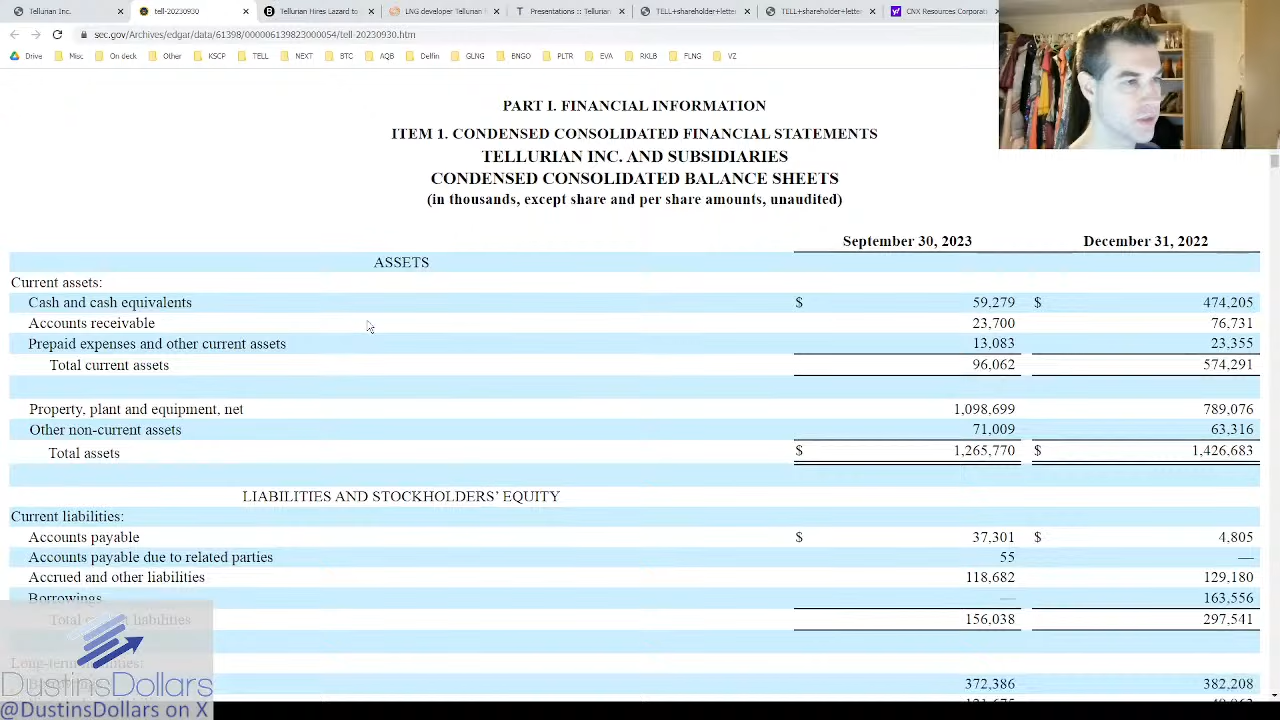 Tellurian Inc.
tell-20230930
Tellurian Hires Lazard to
LNG developer Tellurian
Presentations :: Tellurian
TELL+shareholder+letter
TELL+shareholder+letter
CNX Resources Corporati
sec.gov/Archives/edgar/data/61398/000006139823000054/tell-20230930.htm
Drive Misc On deck Other KSCP TELL NEXT BTC AQB Delfin BNGO PLTR EVA RKLB FLNG VZ
PART I. FINANCIAL INFORMATION
ITEM 1. CONDENSED CONSOLIDATED FINANCIAL STATEMENTS
TELLURIAN INC. AND SUBSIDIARIES
CONDENSED CONSOLIDATED BALANCE SHEETS
(in thousands, except share and per share amounts, unaudited)
September 30, 2023 December 31, 2022
ASSETS
Current assets:
Cash and cash equivalents $ 59,279 $ 474,205
Accounts receivable 23,700 76,731
Prepaid expenses and other current assets 13,083 23,355
Total current assets 96,062 574,291
Property, plant and equipment, net 1,098,699 789,076
Other non-current assets 71,009 63,316
Total assets $ 1,265,770 $ 1,426,683
LIABILITIES AND STOCKHOLDERS' EQUITY
Current liabilities:
Accounts payable $ 37,301 $ 4,805
Accounts payable due to related parties 55 —
Accrued and other liabilities 118,682 129,180
Borrowings — 163,556
Total current liabilities 156,038 297,541
Long-term liabilities:
372,386 382,208
DustinsDollars
@DustinsDollars on X